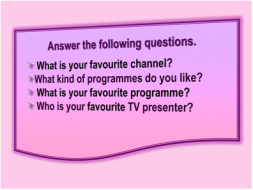 Answer the following questions.
What is your favourite channel?
What kind of programmes do you like?
What is your favourite programme?
Who is your favourite TV presenter?